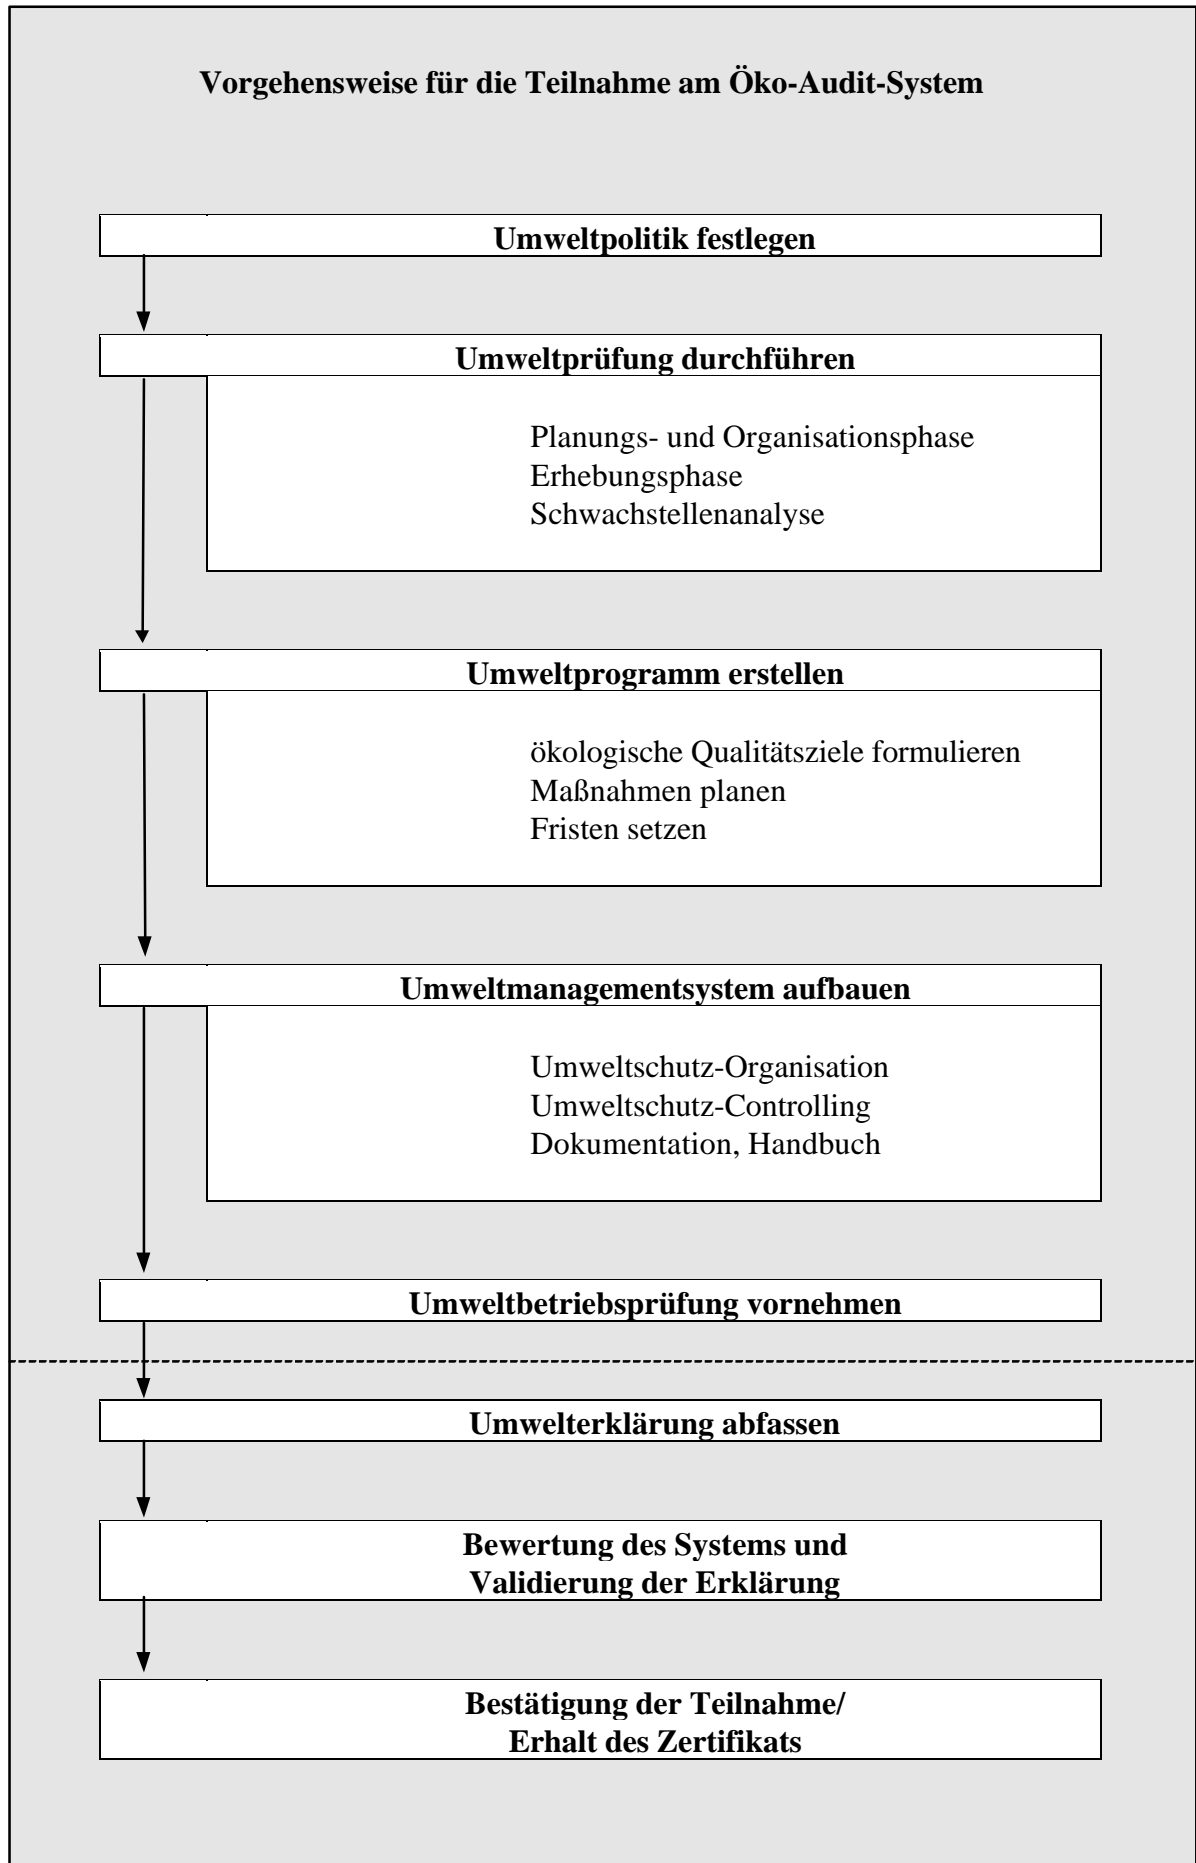 Vorgehensweise für die Teilnahme am Öko-Audit-System
Umweltpolitik festlegen
Umweltprüfung durchführen
Planungs- und Organisationsphase
Erhebungsphase
Schwachstellenanalyse
Umweltprogramm erstellen
ökologische Qualitätsziele formulieren
Maßnahmen planen
Fristen setzen
Umweltmanagementsystem aufbauen
Umweltschutz-Organisation
Umweltschutz-Controlling
Dokumentation, Handbuch
Umweltbetriebsprüfung vornehmen
Umwelterklärung abfassen
Bewertung des Systems und
Validierung der Erklärung
Bestätigung der Teilnahme/
Erhalt des Zertifikats